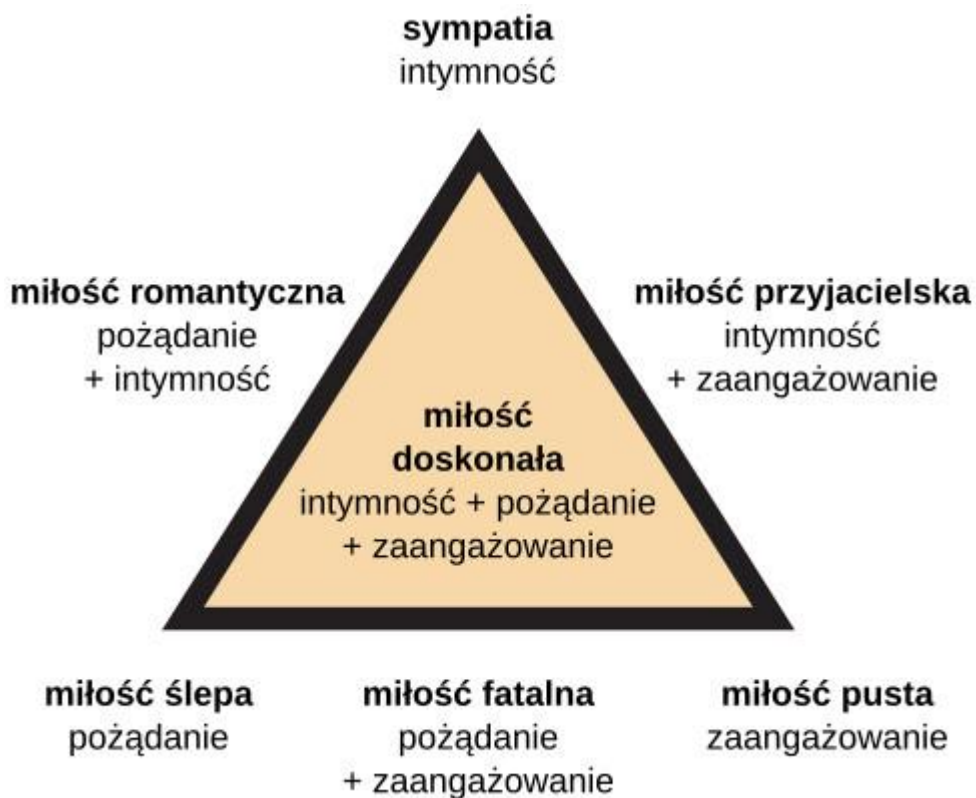 sympatia
intymność
miłość romantyczna
pożądanie
+ intymność
miłość przyjacielska
intymność
+ zaangażowanie
miłość
doskonała
intymność + pożądanie
+ zaangażowanie
miłość ślepa
pożądanie
miłość fatalna
pożądanie
+ zaangażowanie
miłość pusta
zaangażowanie